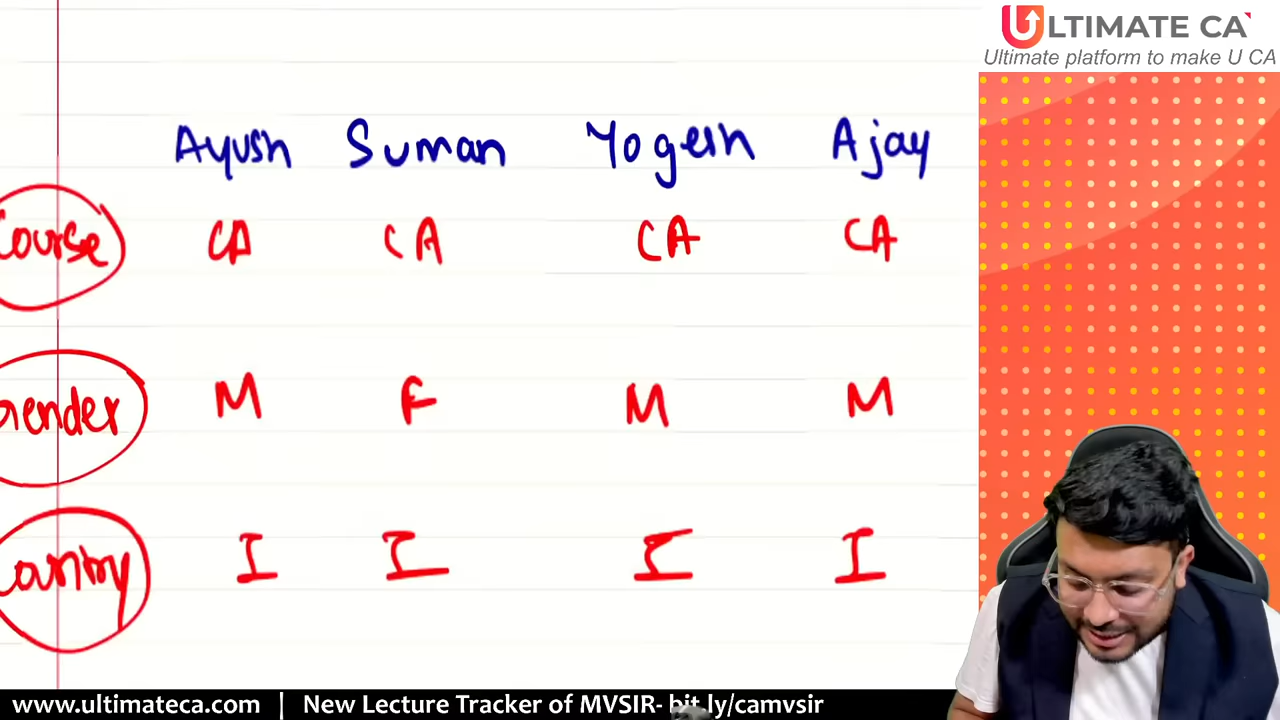 ULTIMATE CA
Ultimate platform to make U CA
Ayush Suman Yogesh Ajay
Course CA CA CA CA
Gender M F M M
Country I I I I
www.ultimateca.com | New Lecture Tracker of MVSIR- bit.ly/camvsir